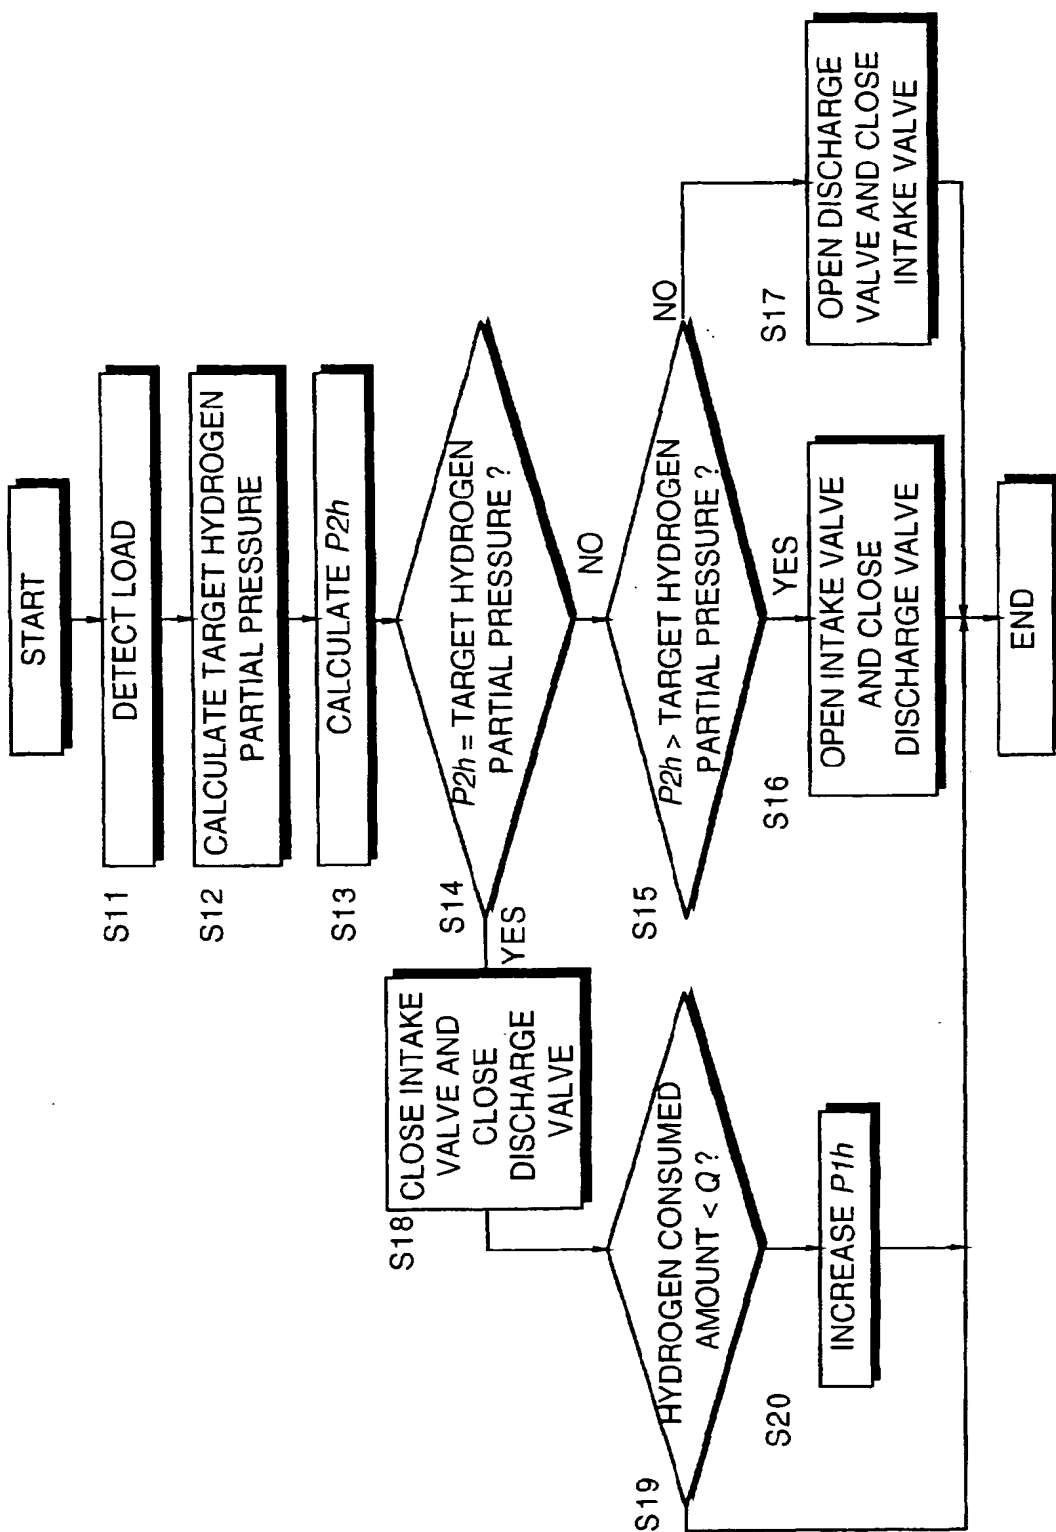 START
S11
DETECT LOAD
S12
CALCULATE TARGET HYDROGEN
PARTIAL PRESSURE
S13
CALCULATE P2h
S14
P2h = TARGET HYDROGEN
PARTIAL PRESSURE ?
YES
NO
S18
CLOSE INTAKE
VALVE AND
CLOSE
DISCHARGE
VALVE
S15
P2h > TARGET HYDROGEN
PARTIAL PRESSURE ?
NO
YES
S19
HYDROGEN CONSUMED
AMOUNT < Q?
S20
INCREASE P1h
S16
OPEN INTAKE VALVE
AND CLOSE
DISCHARGE VALVE
S17
OPEN DISCHARGE
VALVE AND CLOSE
INTAKE VALVE
END